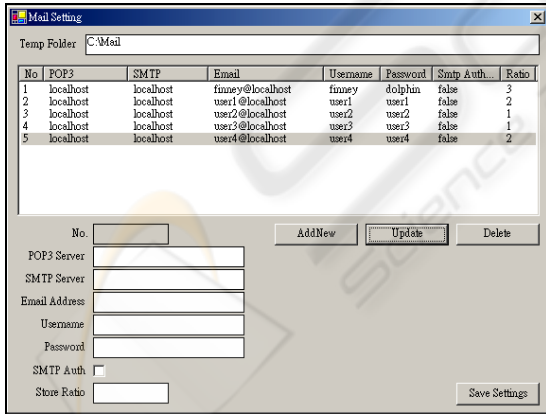 Mail Setting
Temp Folder C:\Mail
No POP3 SMTP Email Username Password Smtp Auth... Ratio
1 localhost localhost finney@localhost finney dolphin false 3
2 localhost localhost user1@localhost user1 user1 false 2
3 localhost localhost user2@localhost user2 user2 false 1
4 localhost localhost user3@localhost user3 user3 false 1
5 localhost localhost user4@localhost user4 user4 false 2
No. AddNew Update Delete
POP3 Server
SMTP Server
Email Address
Username
Password
SMTP Auth
Store Ratio Save Settings
Science